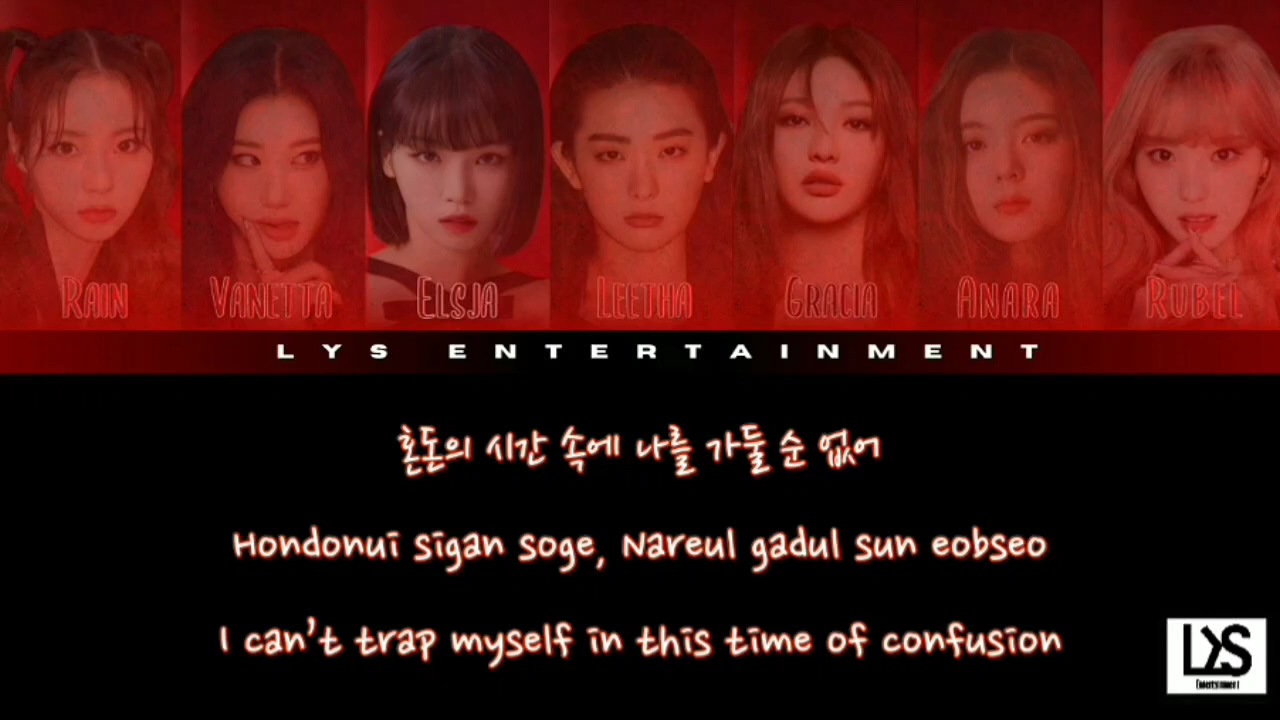 RAIN VANETTA ELSJA LEETHA GRACIA ANARA RUBEL
LYS ENTERTAINMENT
혼돈의 시간 속에 나를 가둘 순 없어
Hondonui sigan soge, Nareul gadul sun eobseo
I can't trap myself in this time of confusion
LYS
Entertainment